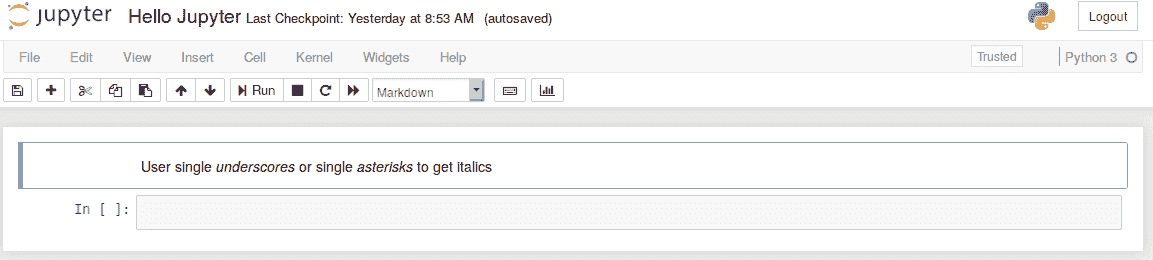 jupyter Hello Jupyter Last Checkpoint: Yesterday at 8:53 AM (autosaved) Logout
File Edit View Insert Cell Kernel Widgets Help Trusted Python 3
Run Markdown
User single underscores or single asterisks to get italics
In [ ]: